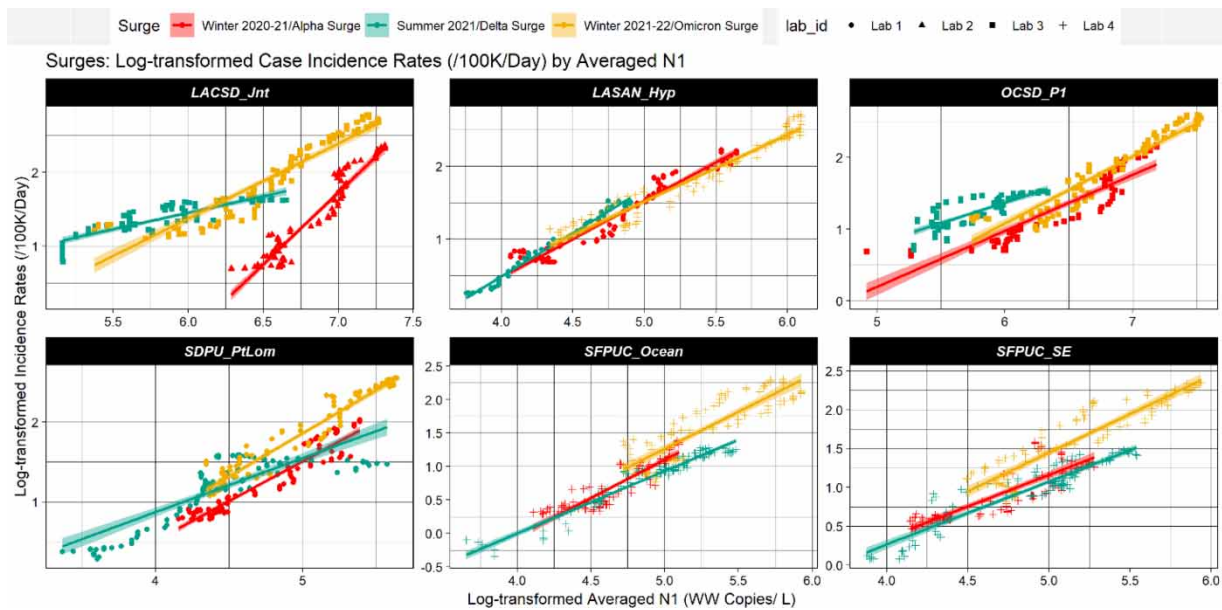 Surge Winter 2020-21/Alpha Surge Summer 2021/Delta Surge Winter 2021-22/Omicron Surge lab_id Lab 1 Lab 2 Lab 3 Lab 4
Surges: Log-transformed Case Incidence Rates (/100K/Day) by Averaged N1
LACSD_Jnt LASAN_Hyp OCSD_P1
2
1
5.5 6.0 6.5 7.0 7.5
2
1
4.0 4.5 5.0 5.5 6.0
2
1
0
5 6 7
Log-transformed Incidence Rates (/100K/Day)
SDPU_PtLom SFPUC_Ocean SFPUC_SE
2
1
4 5
2.5
2.0
1.5
1.0
0.5
0.0
-0.5
4.0 4.5 5.0 5.5 6.0
2.5
2.0
1.5
1.0
0.5
0.0
4.0 4.5 5.0 5.5 6.0
Log-transformed Averaged N1 (WW Copies/ L)